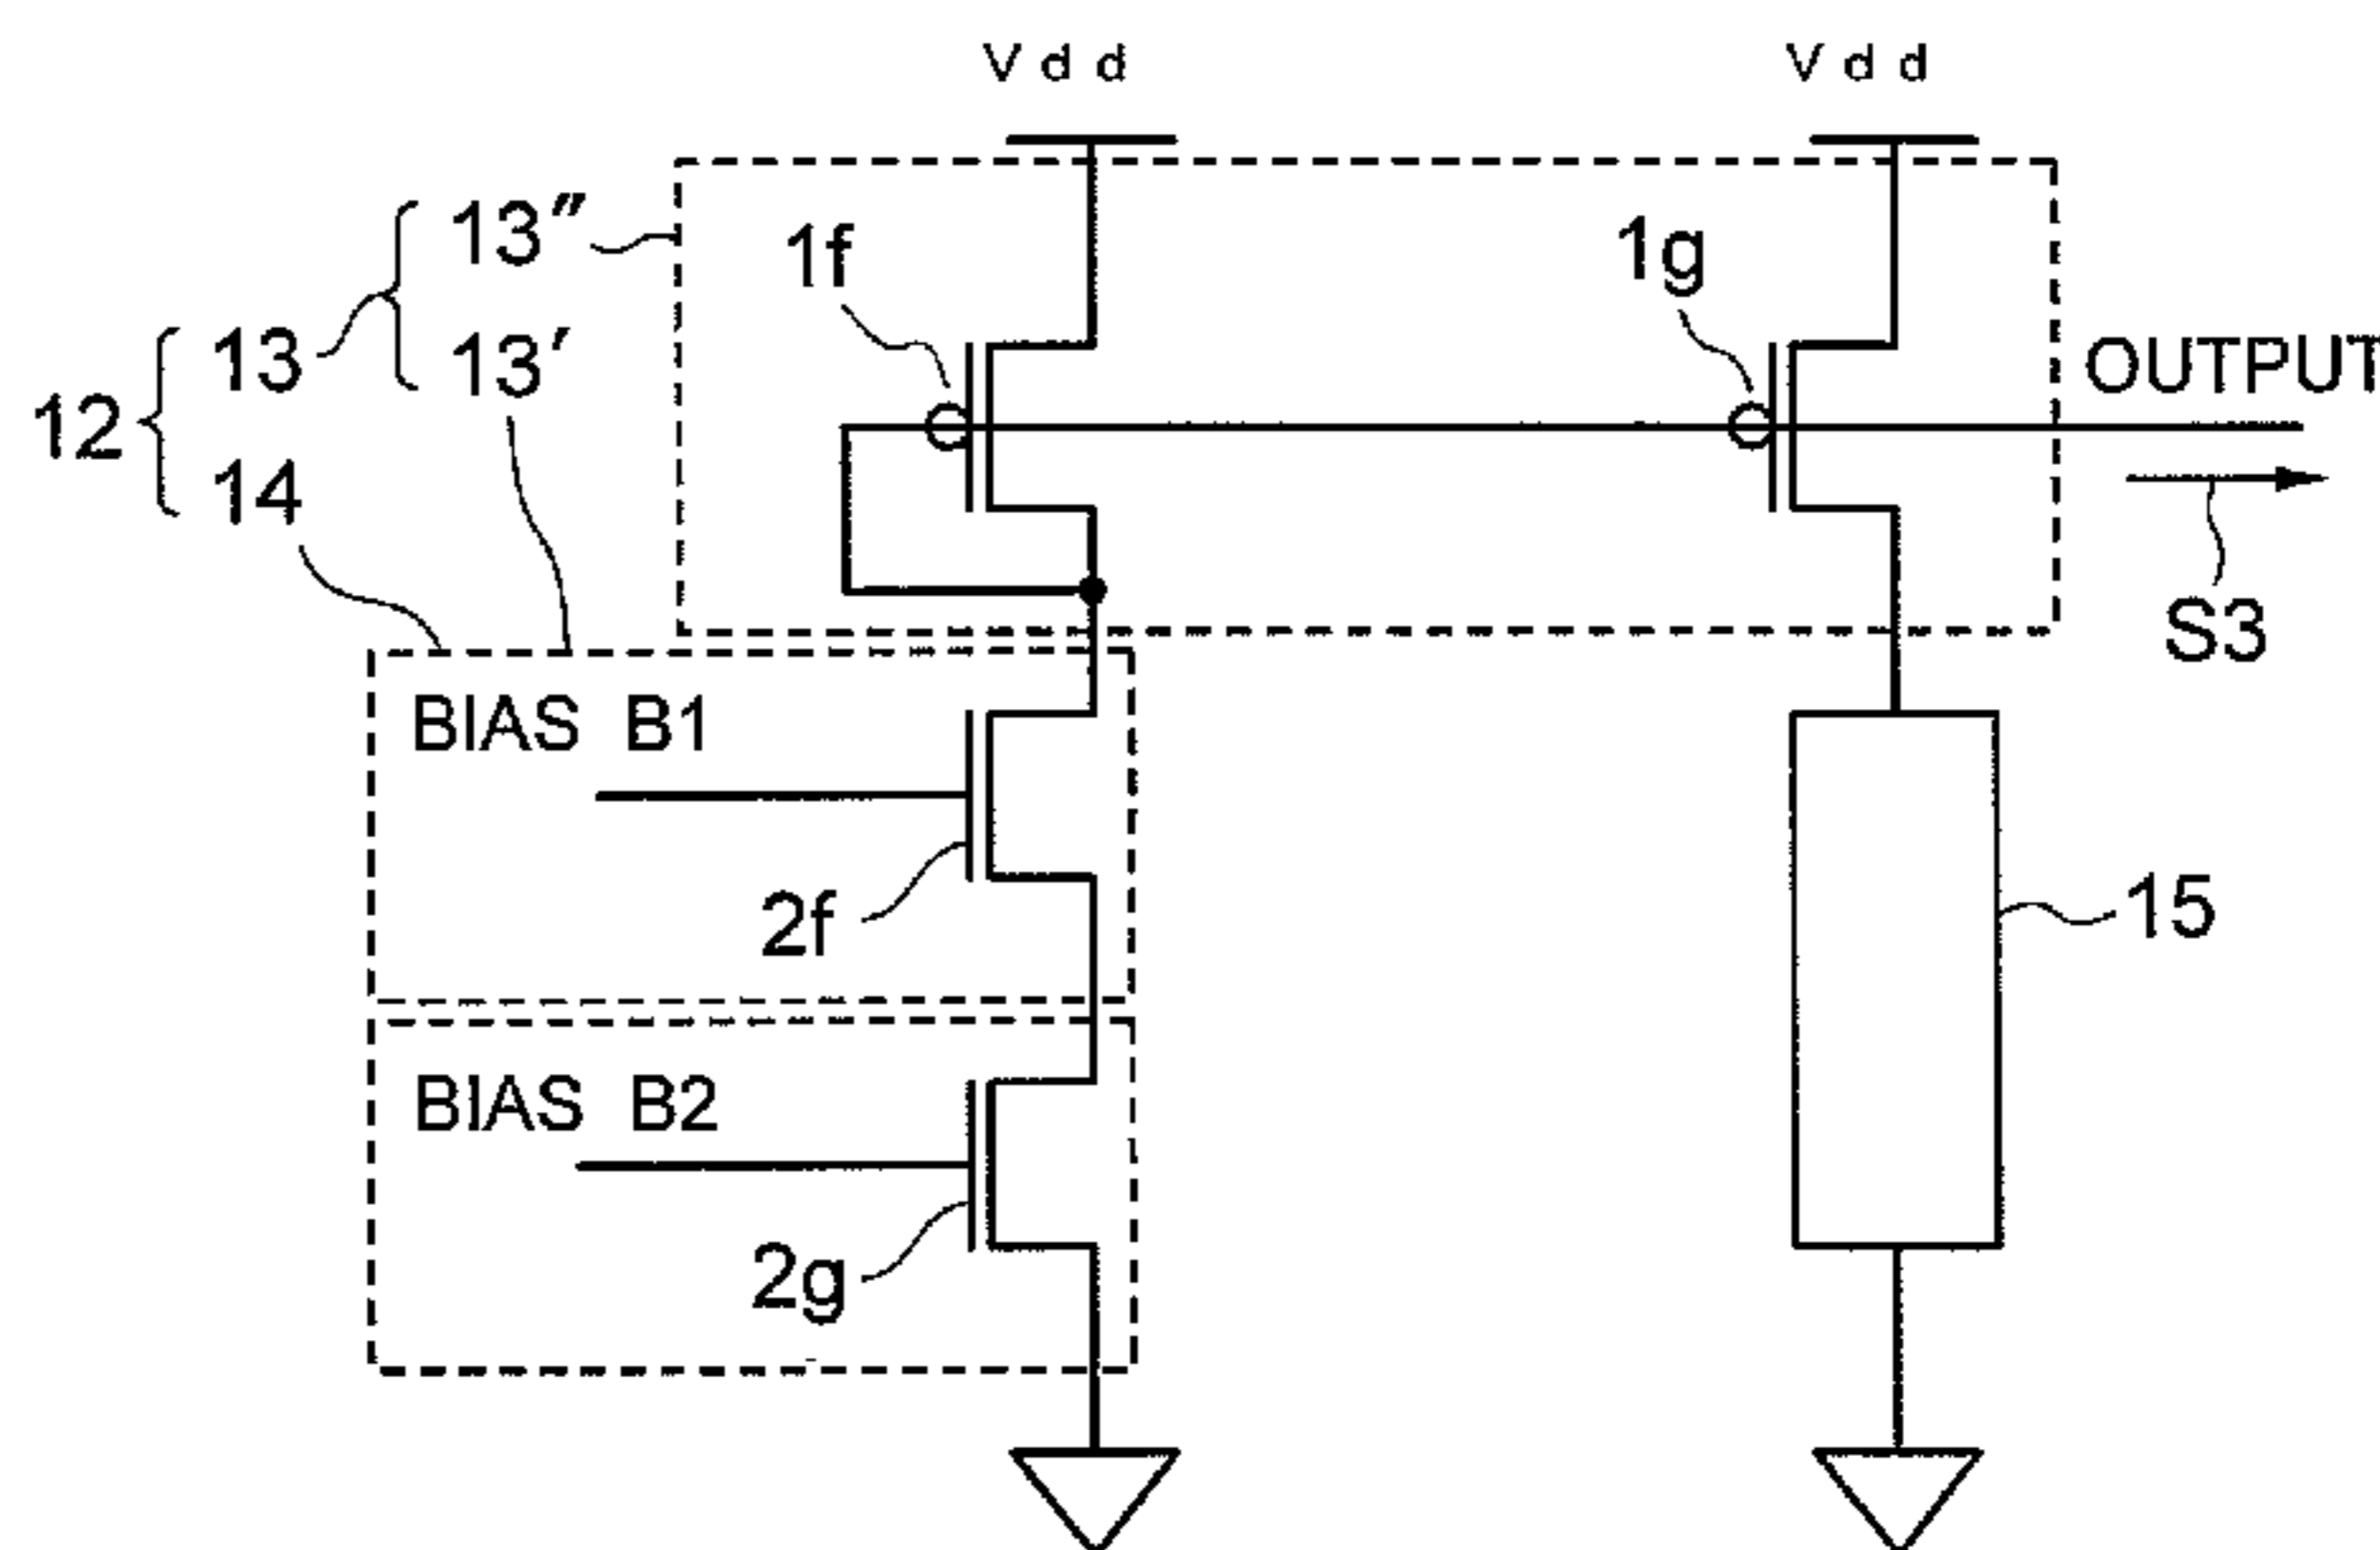 Vdd Vdd
13″ 1f 1g
13 13′ OUTPUT
12
14
S3
BIAS B1
2f 15
BIAS B2
2g